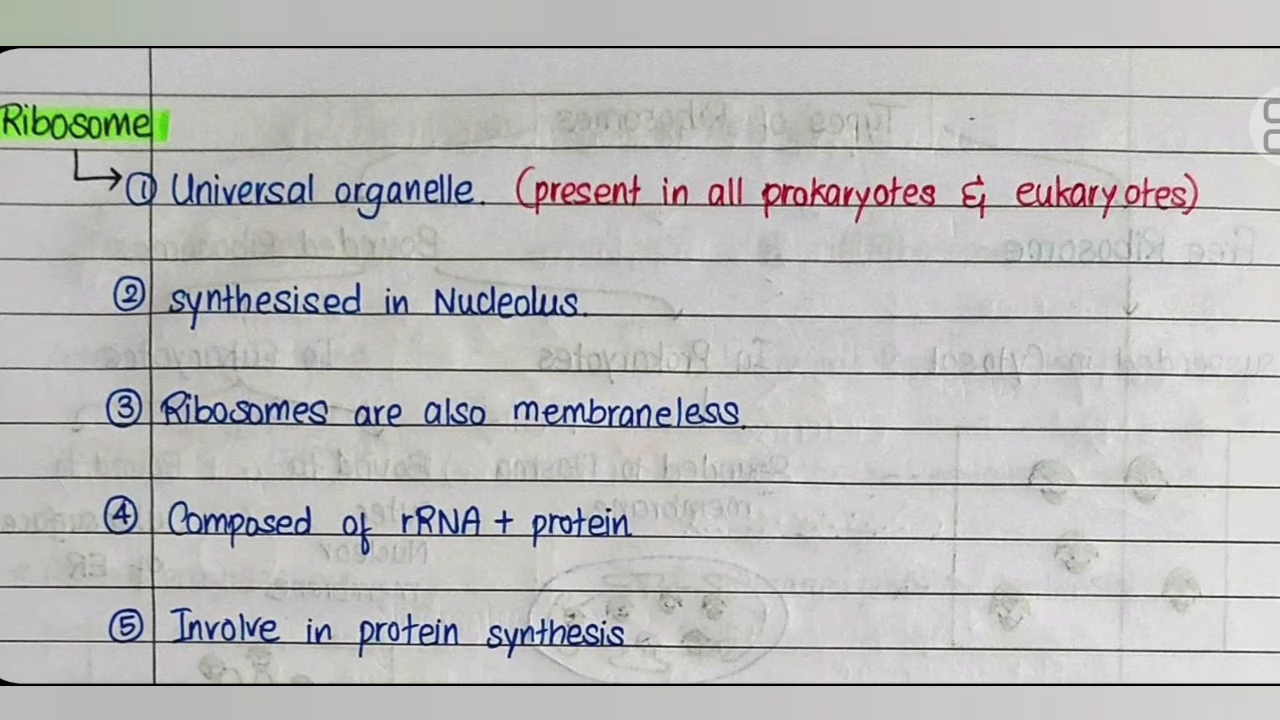 Ribosome
① Universal organelle. (present in all prokaryotes & eukaryotes)
② synthesised in Nucleolus.
③ Ribosomes are also membraneless.
④ Composed of rRNA + protein
⑤ Involve in protein synthesis